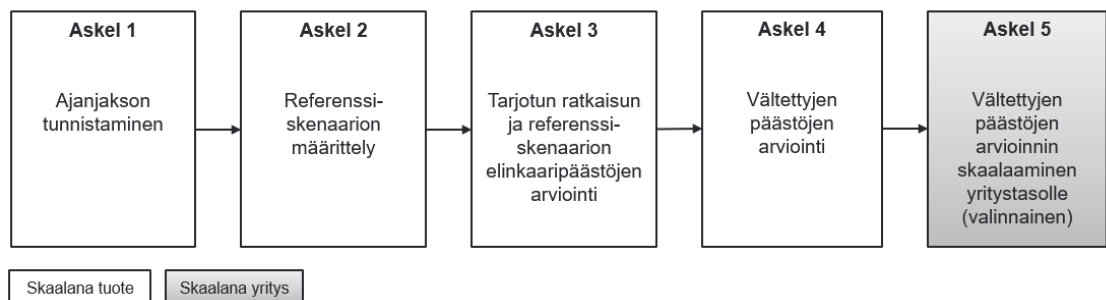 Askel 1
Ajanjakson
tunnistaminen
Askel 2
Referenssi-
skenaarion
määrittely
Askel 3
Tarjotun ratkaisun
ja referenssi-
skenaarion
elinkaaripäästöjen
arviointi
Askel 4
Vältettyjen
päästöjen
arviointi
Askel 5
Vältettyjen
päästöjen
arvioinnin
skaalaaminen
yritystasolle
(valinnainen)
Skaalana tuote
Skaalana yritys